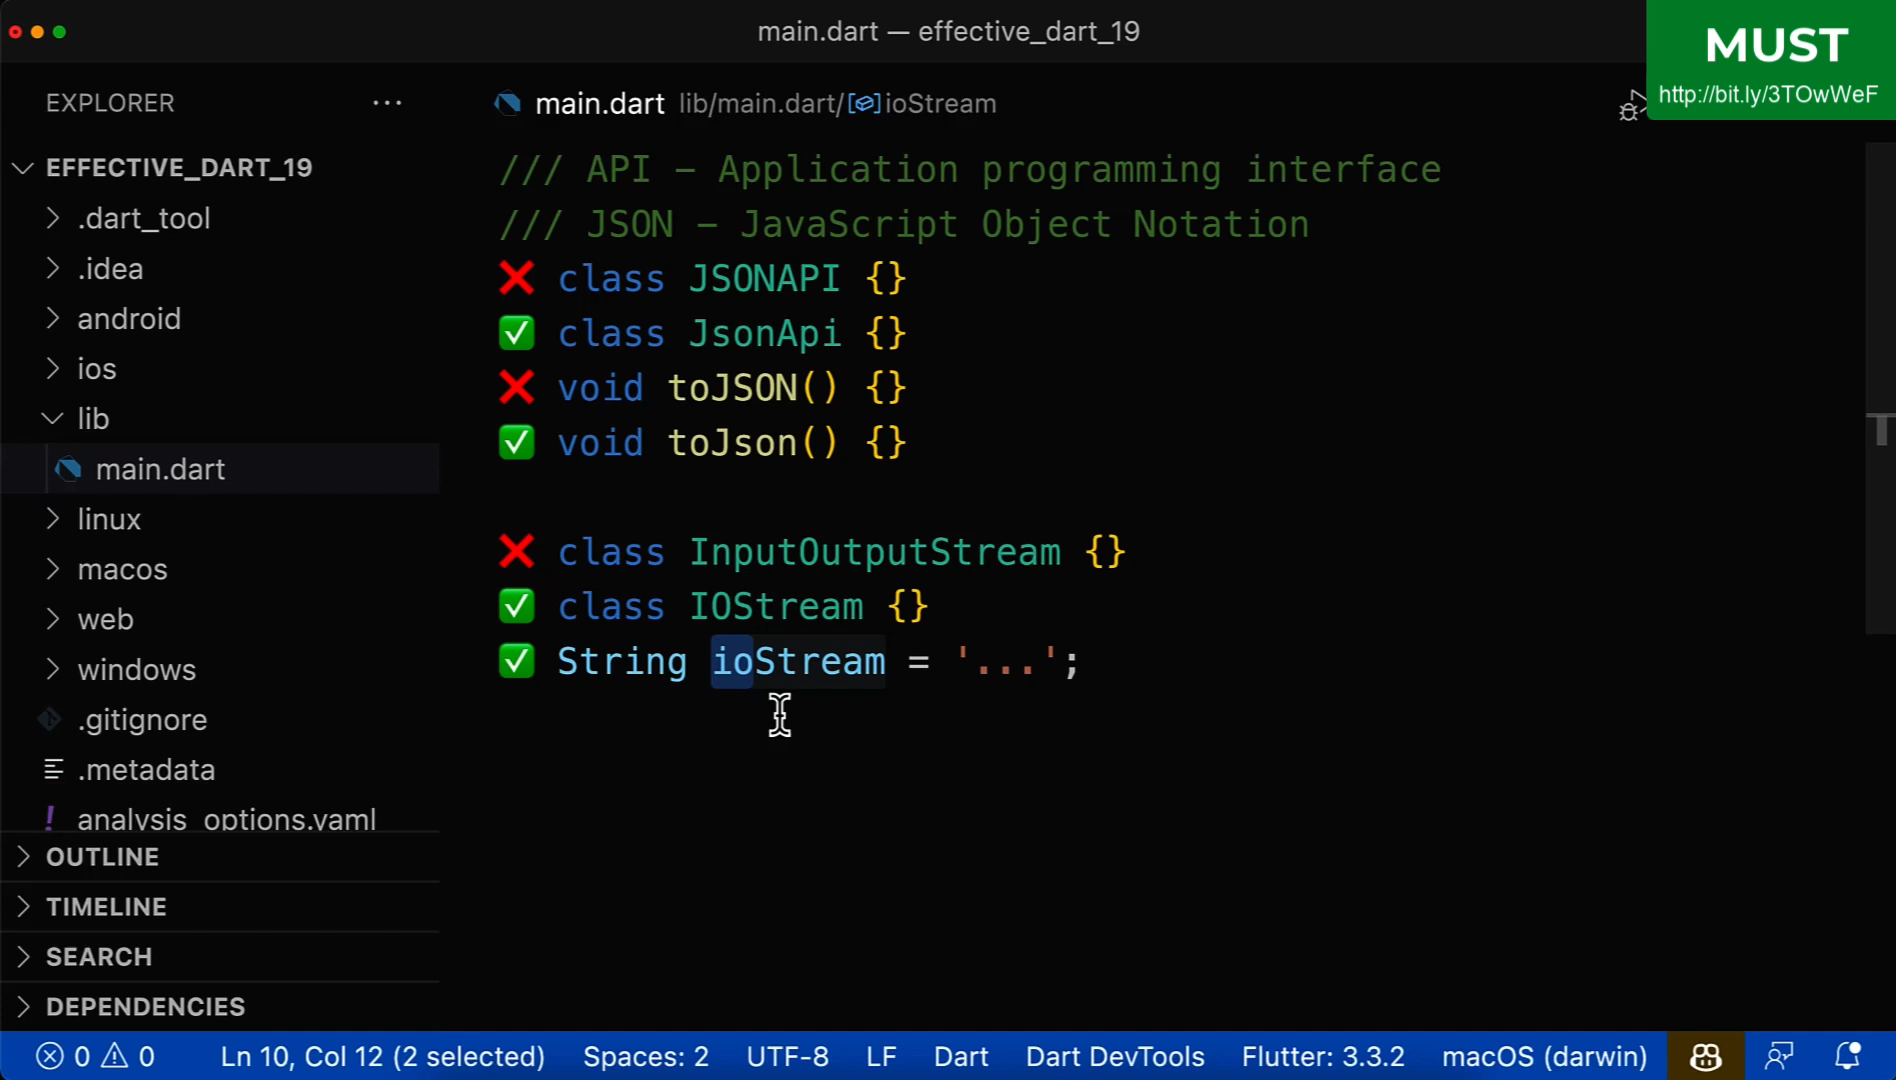 main.dart — effective_dart_19
MUST
http://bit.ly/3TOwWeF
EXPLORER
main.dart lib/main.dart/ioStream
EFFECTIVE_DART_19
.dart_tool
.idea
android
ios
lib
main.dart
linux
macos
web
windows
.gitignore
.metadata
analysis_options.yaml
OUTLINE
TIMELINE
SEARCH
DEPENDENCIES
/// API – Application programming interface
/// JSON – JavaScript Object Notation
❌ class JSONAPI {}
✅ class JsonApi {}
❌ void toJSON() {}
✅ void toJson() {}
❌ class InputOutputStream {}
✅ class IOStream {}
✅ String ioStream = '...';
0 0 Ln 10, Col 12 (2 selected) Spaces: 2 UTF-8 LF Dart Dart DevTools Flutter: 3.3.2 macOS (darwin)